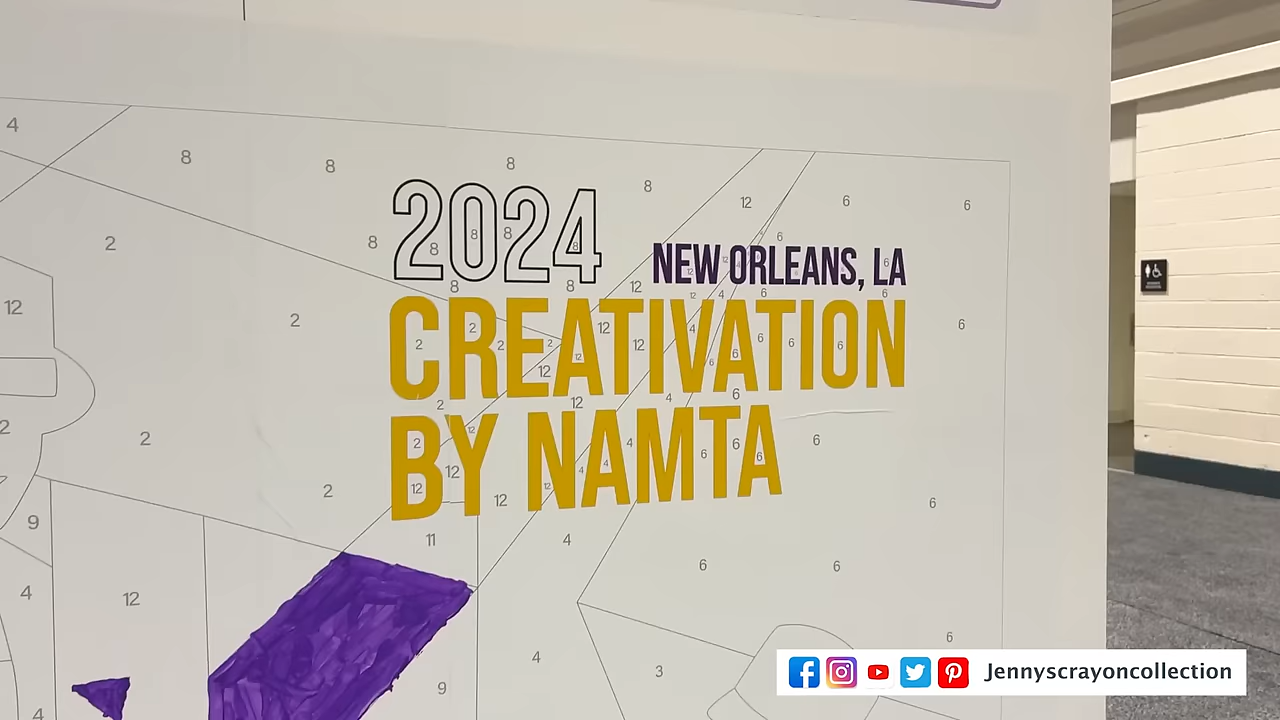 2024
NEW ORLEANS, LA
CREATIVATION
BY NAMTA
Jennyscrayoncollection